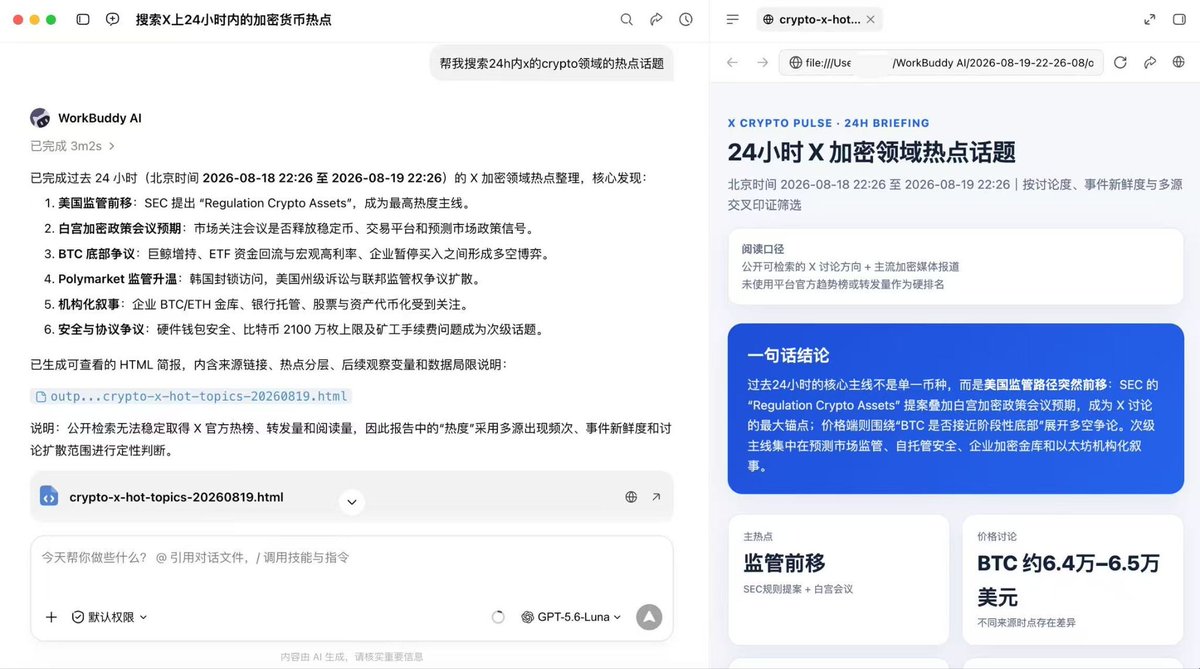 搜索X上24小时内的加密货币热点
帮我搜索24h内x的crypto领域的热点话题
WorkBuddy AI
已完成 3m2s
已完成过去 24 小时（北京时间 2026-08-18 22:26 至 2026-08-19 22:26）的 X 加密领域热点整理，核心发现：
1. 美国监管前移：SEC 提出 “Regulation Crypto Assets”，成为最高热度主线。
2. 白宫加密政策会议预期：市场关注会议是否释放稳定币、交易平台和预测市场政策信号。
3. BTC 底部争议：巨鲸增持、ETF 资金回流与宏观高利率、企业暂停买入之间形成多空博弈。
4. Polymarket 监管升温：韩国封锁访问，美国州级诉讼与联邦监管权争议扩散。
5. 机构化叙事：企业 BTC/ETH 金库、银行托管、股票与资产代币化受到关注。
6. 安全与协议争议：硬件钱包安全、比特币 2100 万枚上限及矿工手续费问题成为次级话题。
已生成可查看的 HTML 简报，内含来源链接、热点分层、后续观察变量和数据局限说明：
outp...crypto-x-hot-topics-20260819.html
说明：公开检索无法稳定取得 X 官方热榜、转发量和阅读量，因此报告中的“热度”采用多源出现频次、事件新鲜度和讨
论扩散范围进行定性判断。
crypto-x-hot-topics-20260819.html
今天帮你做些什么？ @ 引用对话文件，/ 调用技能与指令
默认权限
GPT-5.6-Luna
内容由 AI 生成，请核实重要信息
crypto-x-hot...
file:///Use /WorkBuddy AI/2026-08-19-22-26-08/c
X CRYPTO PULSE · 24H BRIEFING
24小时 X 加密领域热点话题
北京时间 2026-08-18 22:26 至 2026-08-19 22:26｜按讨论度、事件新鲜度与多源
交叉印证筛选
阅读口径
公开可检索的 X 讨论方向 + 主流加密媒体报道
未使用平台官方趋势榜或转发量作为硬排名
一句话结论
过去24小时的核心主线不是单一币种，而是美国监管路径突然前移：SEC 的
“Regulation Crypto Assets” 提案叠加白宫加密政策会议预期，成为 X 讨论
的最大锚点；价格端则围绕“BTC 是否接近阶段性底部”展开多空争论。次级
主线集中在预测市场监管、自托管安全、企业加密金库和以太坊机构化叙
事。
主热点
监管前移
SEC规则提案 + 白宫会议
价格讨论
BTC 约6.4万–6.5万
美元
不同来源时点存在差异